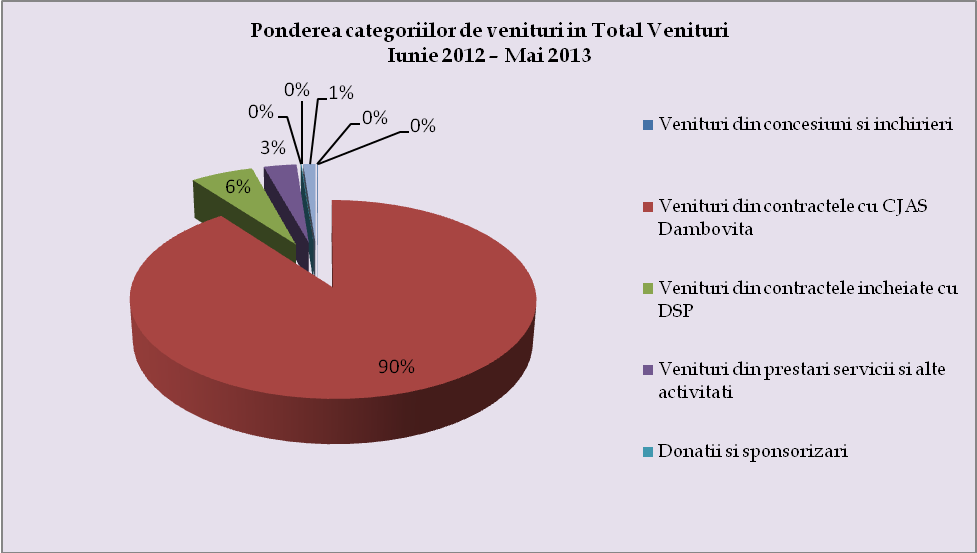 Ponderea categoriilor de venituri in Total Venituri
Iunie 2012 – Mai 2013
0%
0%
1%
0%
0%
3%
6%
90%
Venituri din concesiuni si inchirieri
Venituri din contractele cu CJAS
Dambovita
Venituri din contractele incheiate cu
DSP
Venituri din prestari servicii si alte
activitati
Donatii si sponsorizari